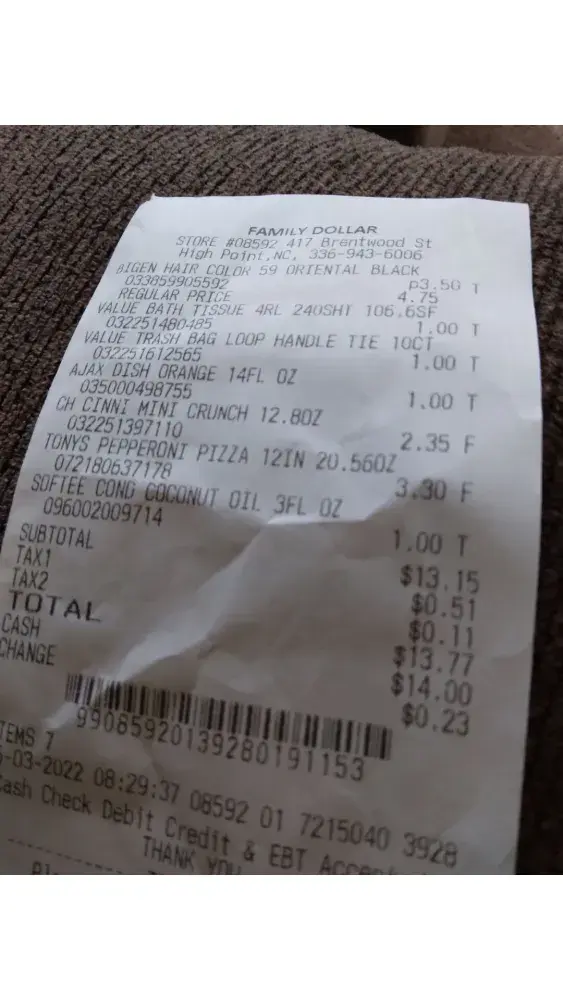 FAMILY DOLLAR
STORE #08592 417 Brentwood St
High Point, NC, 336-943-6006
BIGEN HAIR COLOR 59 ORIENTAL BLACK
033859905592 P3.50 T
REGULAR PRICE 4.75
VALUE BATH TISSUE 4RL 240SHT 106.6SF
032251480485 1.00 T
VALUE TRASH BAG LOOP HANDLE TIE 10CT
032251612565 1.00 T
AJAX DISH ORANGE 14FL OZ
035000498755 1.00 T
CH CINNI MINI CRUNCH 12.8OZ
032251397110 2.35 F
TONYS PEPPERONI PIZZA 12IN 20.56OZ
072180637178 3.30 F
SOFTEE COND COCONUT OIL 3FL OZ
096002009714 1.00 T
SUBTOTAL $13.15
TAX1 $0.51
TAX2 $0.11
TOTAL $13.77
CASH $14.00
CHANGE $0.23
99085920139280191153
TEMS 7
-03-2022 08:29:37 08592 01 7215040 3928
Cash Check Debit Credit & EBT Accep
THANK YOU